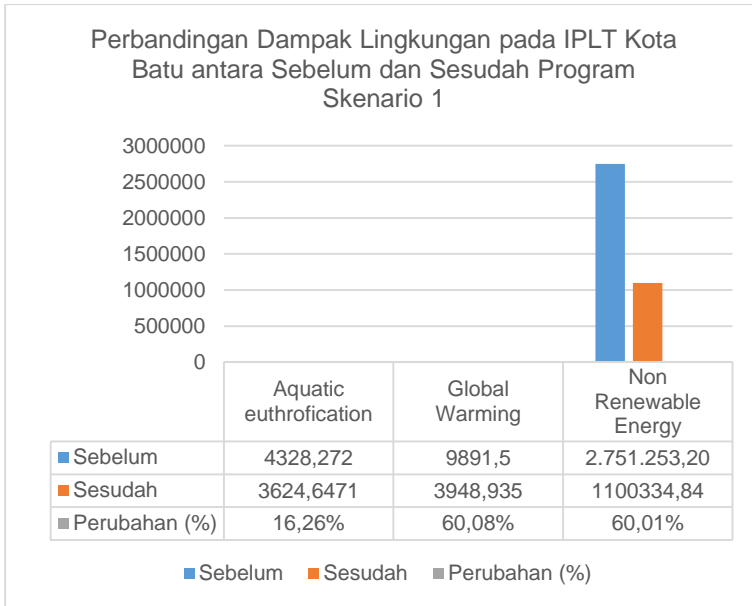 Perbandingan Dampak Lingkungan pada IPLT Kota
Batu antara Sebelum dan Sesudah Program
Skenario 1
3000000
2500000
2000000
1500000
1000000
500000
0
Aquatic
euthrofication
Global
Warming
Non
Renewable
Energy
Sebelum 4328,272 9891,5 2.751.253,20
Sesudah 3624,6471 3948,935 1100334,84
Perubahan (%) 16,26% 60,08% 60,01%
Sebelum Sesudah Perubahan (%)